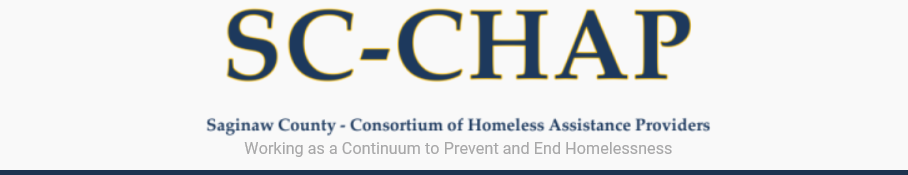 SC-CHAP
Saginaw County - Consortium of Homeless Assistance Providers
Working as a Continuum to Prevent and End Homelessness